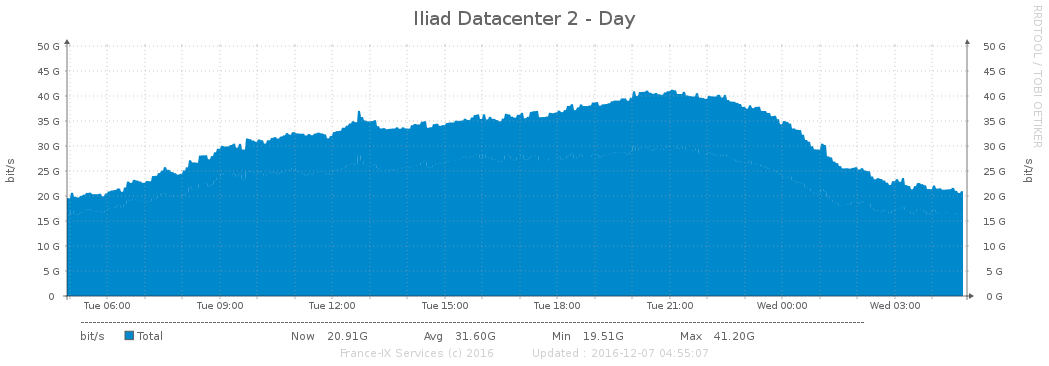 Iliad Datacenter 2 - Day
RRDTOOL / TOBI OETIKER
50 G 50 G
45 G 45 G
40 G 40 G
35 G 35 G
30 G 30 G
25 G 25 G
20 G 20 G
15 G 15 G
10 G 10 G
5 G 5 G
0 0 G
bit/s bit/s
Tue 06:00 Tue 09:00 Tue 12:00 Tue 15:00 Tue 18:00 Tue 21:00 Wed 00:00 Wed 03:00
bit/s Total Now 20.91G Avg 31.60G Min 19.51G Max 41.20G
France-IX Services (c) 2016 Updated : 2016-12-07 04:55:07